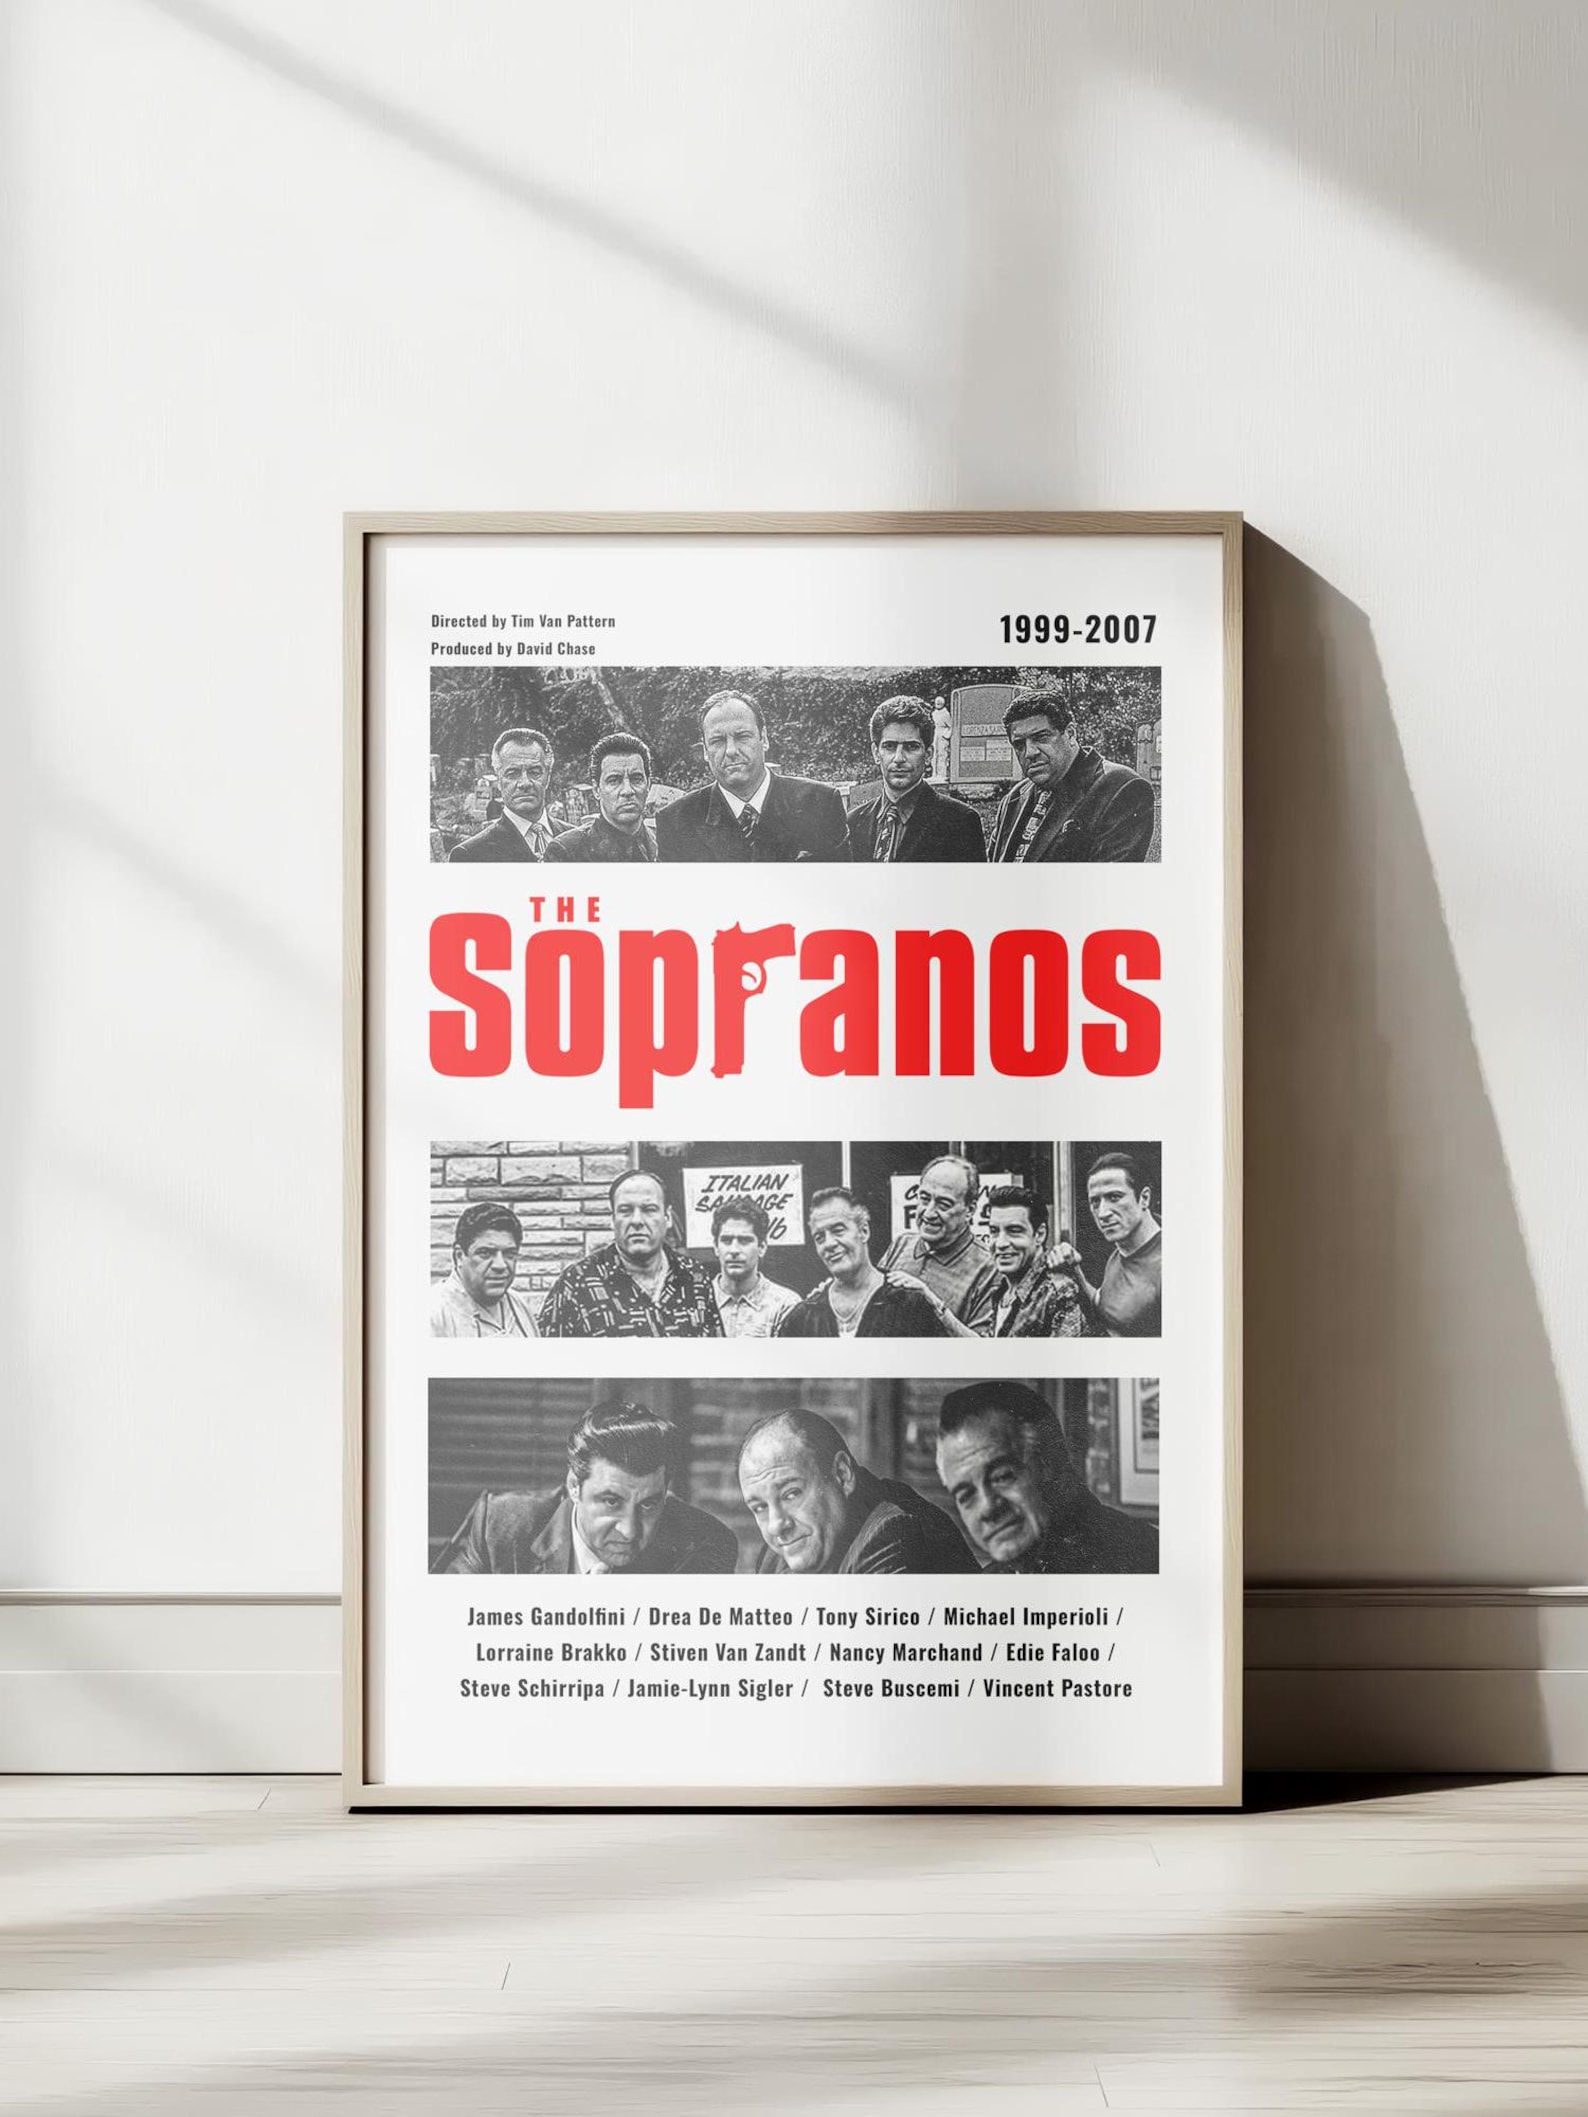 Directed by Tim Van Pattern
1999-2007
Produced by David Chase
THE
Sopranos
ITALIAN
James Gandolfini / Drea De Matteo / Tony Sirico / Michael Imperioli /
Lorraine Brakko / Stiven Van Zandt / Nancy Marchand / Edie Faloo /
Steve Schirripa / Jamie-Lynn Sigler / Steve Buscemi / Vincent Pastore